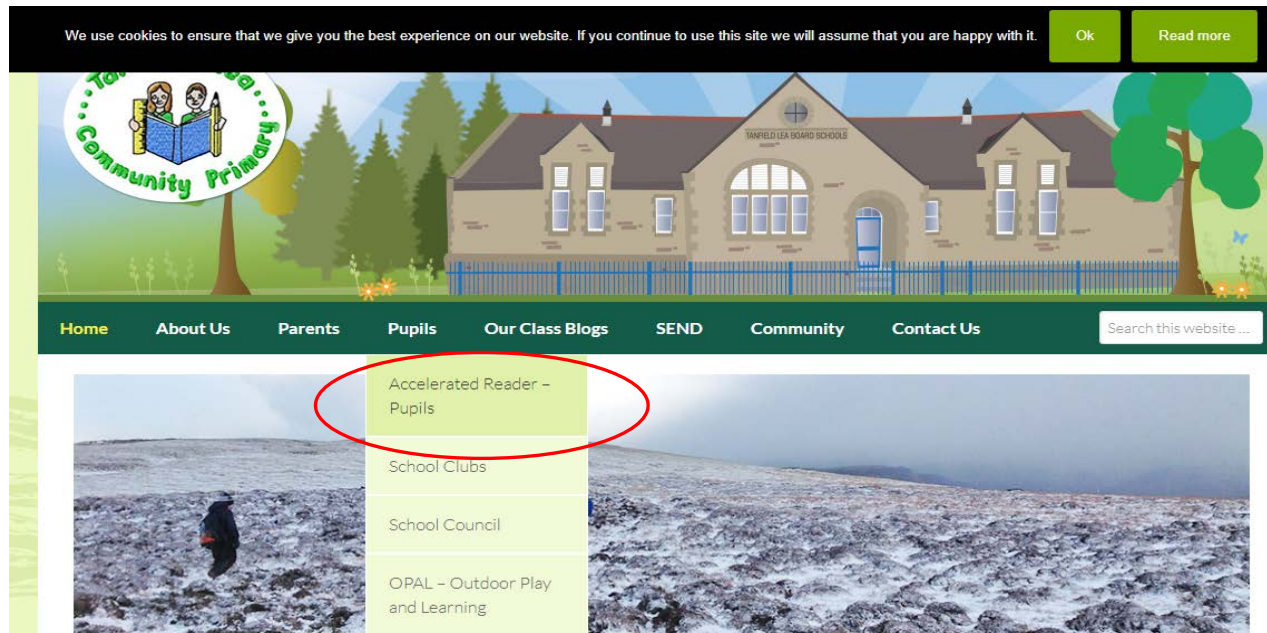 We use cookies to ensure that we give you the best experience on our website. If you continue to use this site we will assume that you are happy with it.
Ok
Read more
Community Primary
TANFIELD LEA BOARD SCHOOLS
Home
About Us
Parents
Pupils
Our Class Blogs
SEND
Community
Contact Us
Search this website ...
Accelerated Reader –
Pupils
School Clubs
School Council
OPAL – Outdoor Play
and Learning